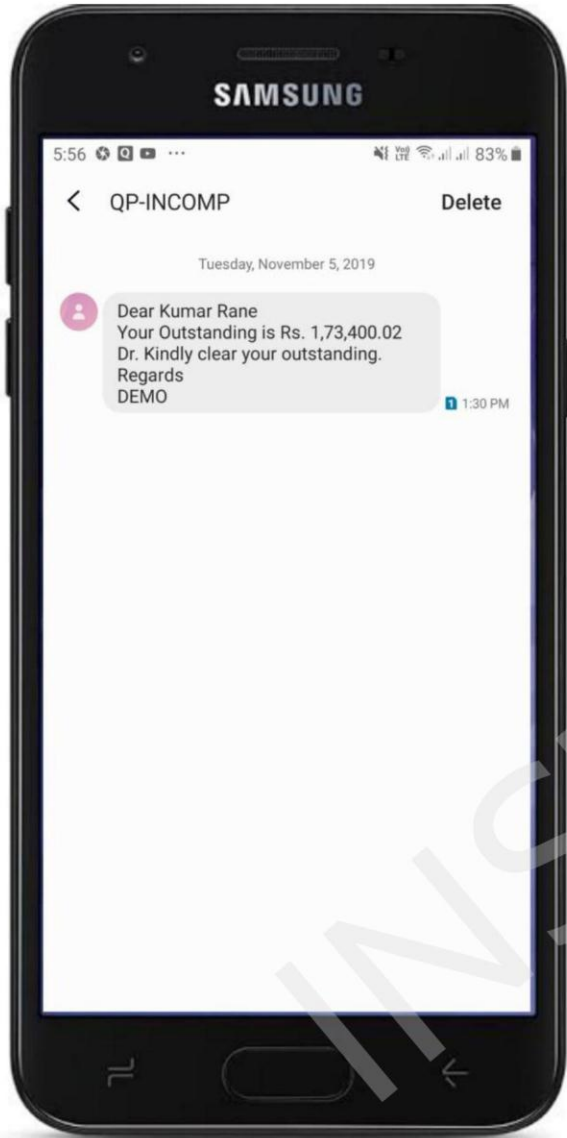 SAMSUNG
5:56 ... 83%
QP-INCOMP Delete
Tuesday, November 5, 2019
Dear Kumar Rane
Your Outstanding is Rs. 1,73,400.02
Dr. Kindly clear your outstanding.
Regards
DEMO
1 1:30 PM